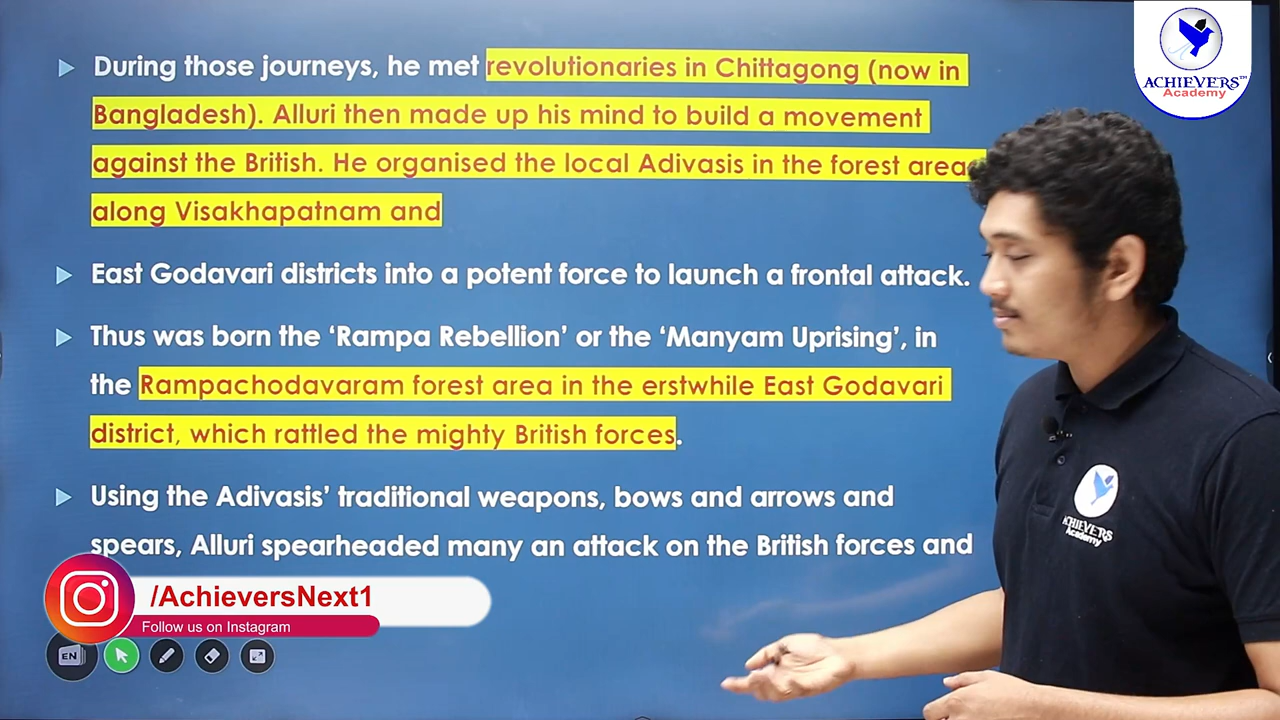 During those journeys, he met revolutionaries in Chittagong (now in
Bangladesh). Alluri then made up his mind to build a movement
against the British. He organised the local Adivasis in the forest area
along Visakhapatnam and
East Godavari districts into a potent force to launch a frontal attack.
Thus was born the ‘Rampa Rebellion’ or the ‘Manyam Uprising’, in
the Rampachodavaram forest area in the erstwhile East Godavari
district, which rattled the mighty British forces.
Using the Adivasis’ traditional weapons, bows and arrows and
spears, Alluri spearheaded many an attack on the British forces and
/AchieversNext1
Follow us on Instagram
EN
ACHIEVERS™
Academy
ACHIEVERS
Academy